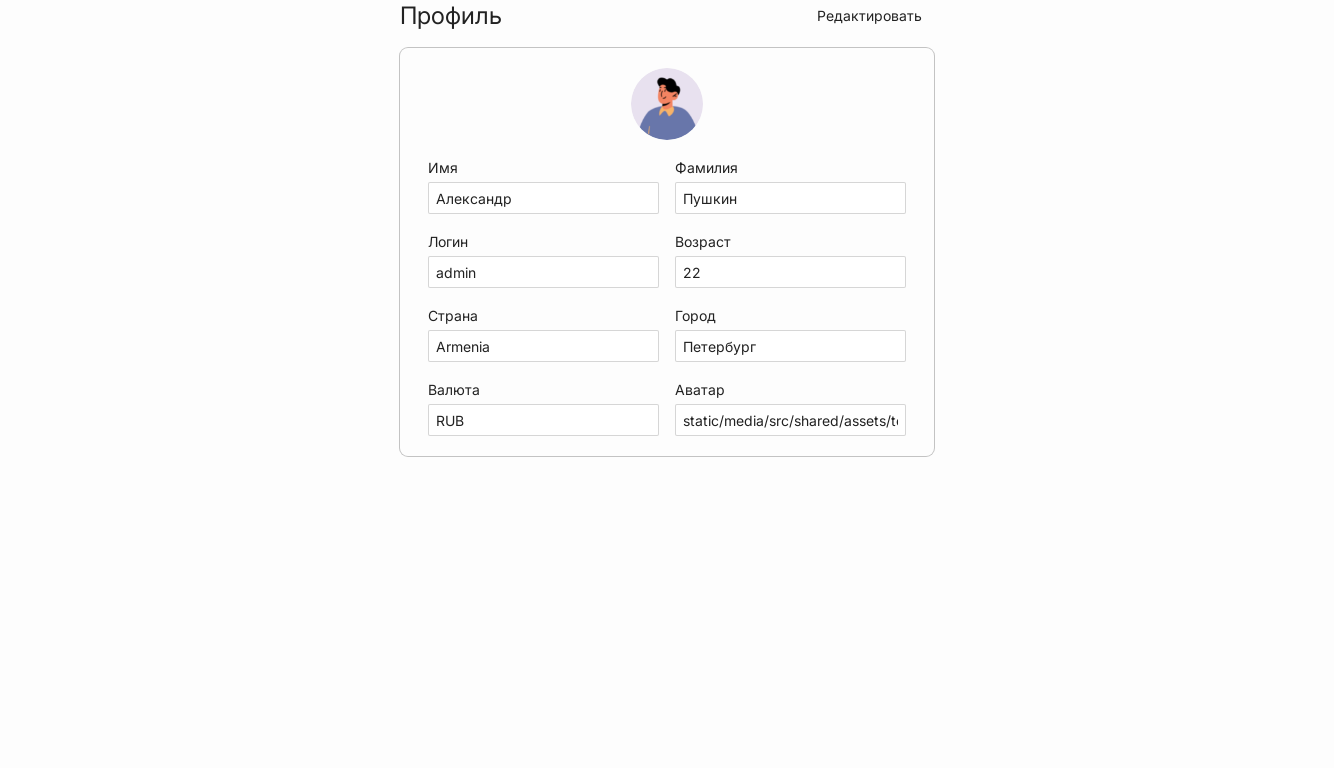 Профиль
Редактировать
Имя
Фамилия
Александр
Пушкин
Логин
Возраст
admin
22
Страна
Город
Armenia
Петербург
Валюта
Аватар
RUB
static/media/src/shared/assets/te